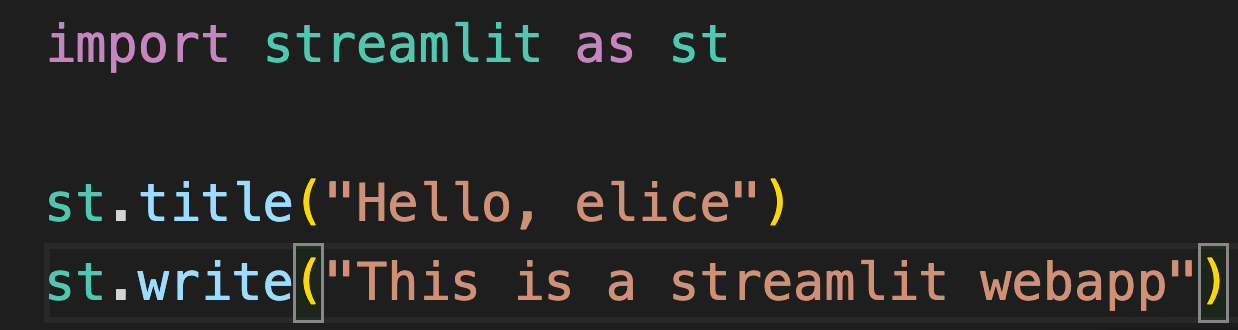 import streamlit as st
st.title("Hello, elice")
st.write("This is a streamlit webapp")